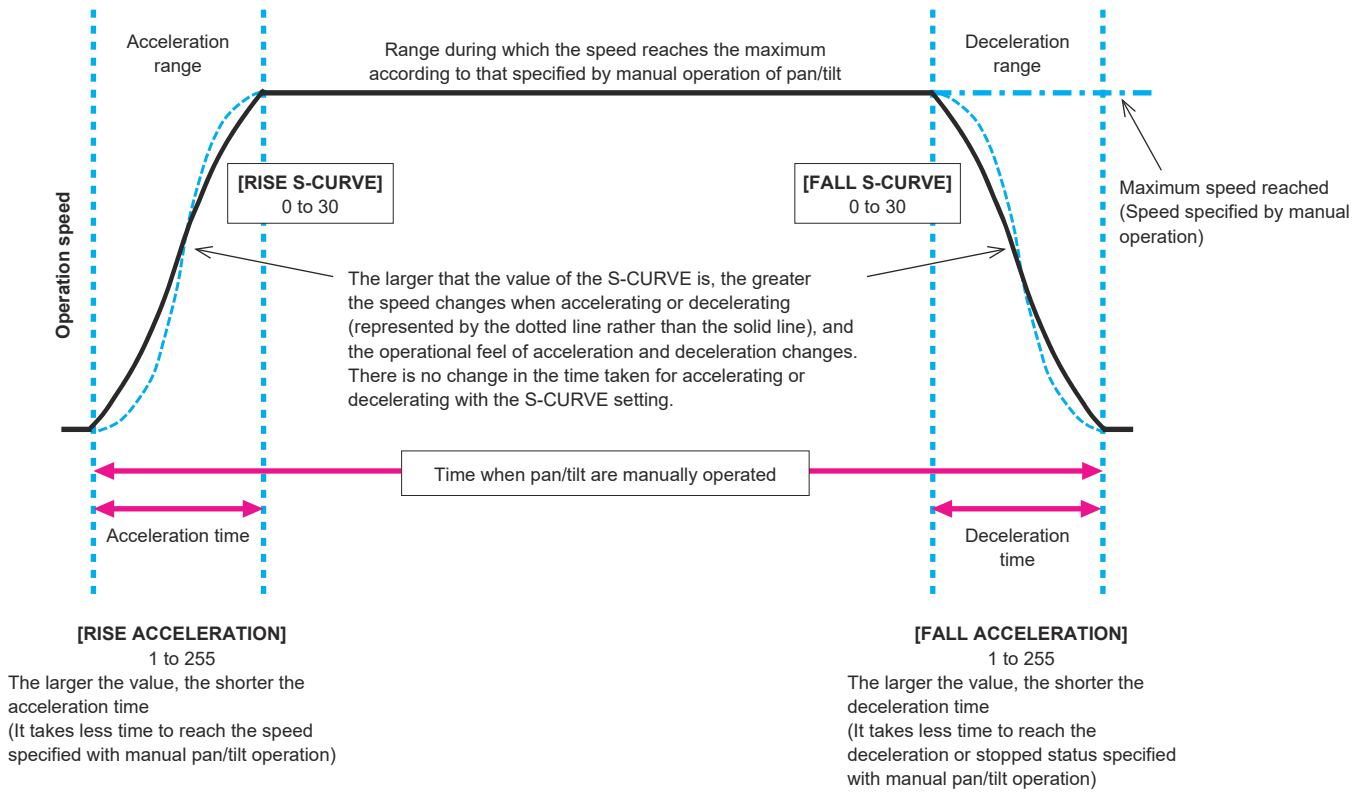 Acceleration
range
Range during which the speed reaches the maximum
according to that specified by manual operation of pan/tilt
Deceleration
range
[RISE S-CURVE]
0 to 30
[FALL S-CURVE]
0 to 30
Maximum speed reached
(Speed specified by manual
operation)
Operation speed
The larger that the value of the S-CURVE is, the greater
the speed changes when accelerating or decelerating
(represented by the dotted line rather than the solid line), and
the operational feel of acceleration and deceleration changes.
There is no change in the time taken for accelerating or
decelerating with the S-CURVE setting.
Time when pan/tilt are manually operated
Acceleration time
Deceleration
time
[RISE ACCELERATION]
1 to 255
The larger the value, the shorter the
acceleration time
(It takes less time to reach the speed
specified with manual pan/tilt operation)
[FALL ACCELERATION]
1 to 255
The larger the value, the shorter the
deceleration time
(It takes less time to reach the
deceleration or stopped status specified
with manual pan/tilt operation)